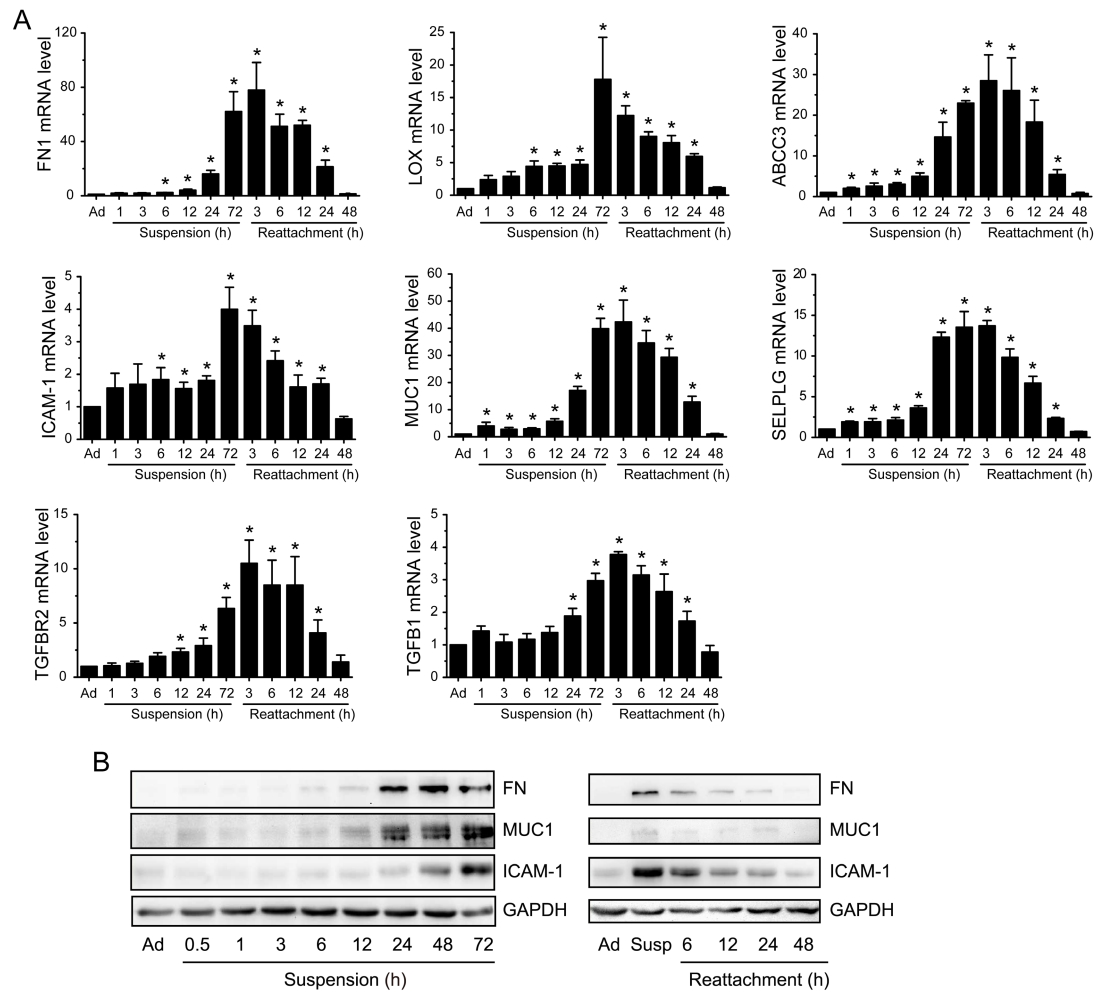 A
FN1 mRNA level
120
80
40
0
Ad 1 3 6 12 24 72 3 6 12 24 48
Suspension (h) Reattachment (h)
* * * * * * * *
LOX mRNA level
25
20
15
10
5
0
Ad 1 3 6 12 24 72 3 6 12 24 48
Suspension (h) Reattachment (h)
* * * * * * * *
ABCC3 mRNA level
40
30
20
10
0
Ad 1 3 6 12 24 72 3 6 12 24 48
Suspension (h) Reattachment (h)
* * * * * * * * * *
ICAM-1 mRNA level
5
4
3
2
1
0
Ad 1 3 6 12 24 72 3 6 12 24 48
Suspension (h) Reattachment (h)
* * * * * * * *
MUC1 mRNA level
60
50
40
30
20
10
0
Ad 1 3 6 12 24 72 3 6 12 24 48
Suspension (h) Reattachment (h)
* * * * * * * * * *
SELPLG mRNA level
20
15
10
5
0
Ad 1 3 6 12 24 72 3 6 12 24 48
Suspension (h) Reattachment (h)
* * * * * * * * * *
TGFBR2 mRNA level
15
10
5
0
Ad 1 3 6 12 24 72 3 6 12 24 48
Suspension (h) Reattachment (h)
* * * * * * *
TGFB1 mRNA level
5
4
3
2
1
0
Ad 1 3 6 12 24 72 3 6 12 24 48
Suspension (h) Reattachment (h)
* * * * * *
B
FN
MUC1
ICAM-1
GAPDH
Ad 0.5 1 3 6 12 24 48 72
Suspension (h)
FN
MUC1
ICAM-1
GAPDH
Ad Susp 6 12 24 48
Reattachment (h)